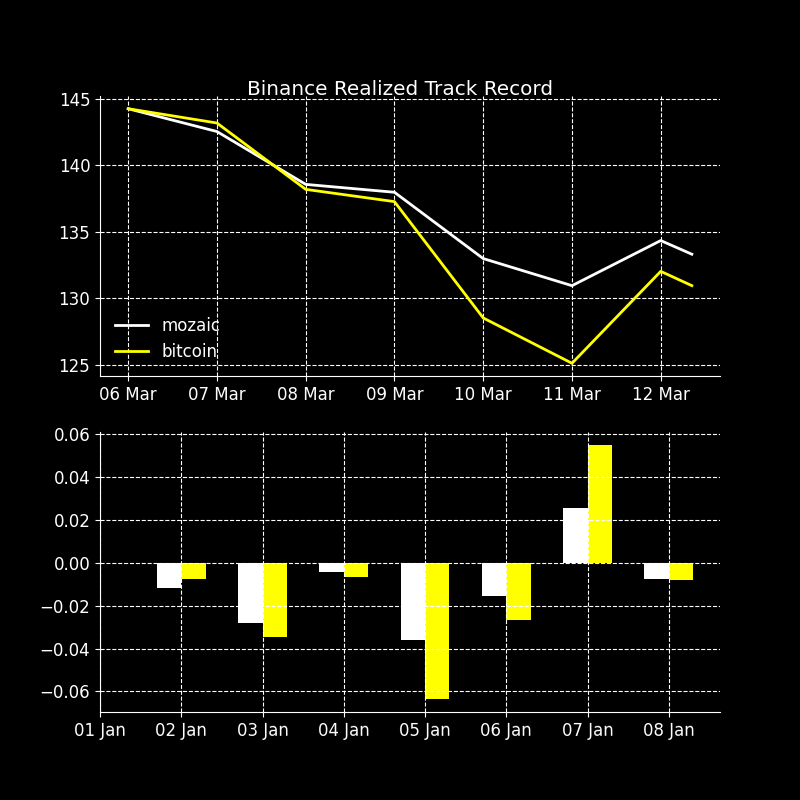 Binance Realized Track Record
145
140
135
130
125
mozaic
bitcoin
06 Mar 07 Mar 08 Mar 09 Mar 10 Mar 11 Mar 12 Mar
0.06
0.04
0.02
0.00
−0.02
−0.04
−0.06
01 Jan 02 Jan 03 Jan 04 Jan 05 Jan 06 Jan 07 Jan 08 Jan